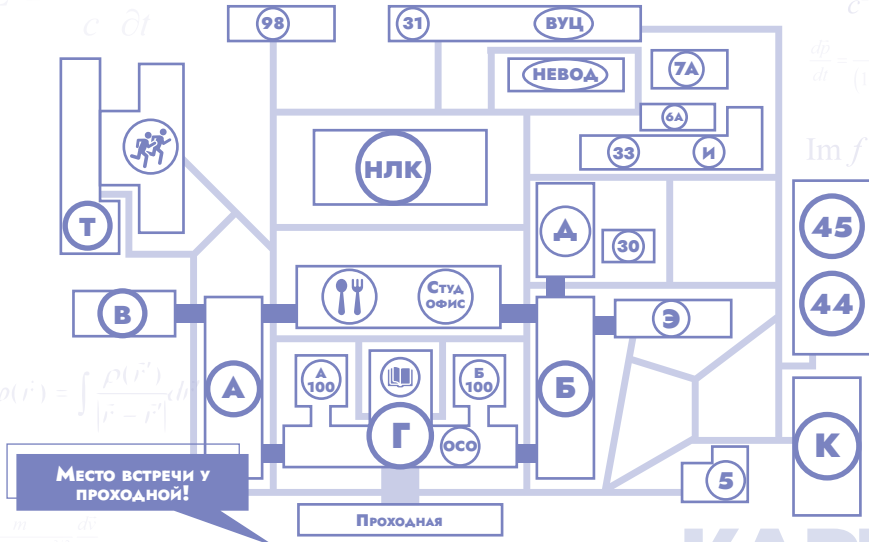 98
31
ВУЦ
НЕВОД
7А
6А
33
И
НЛК
Т
Д
30
45
44
В
Студ
офис
Э
А
А
100
Б
100
Б
Г
ОСО
К
5
Место встречи у
проходной!
Проходная
Im f